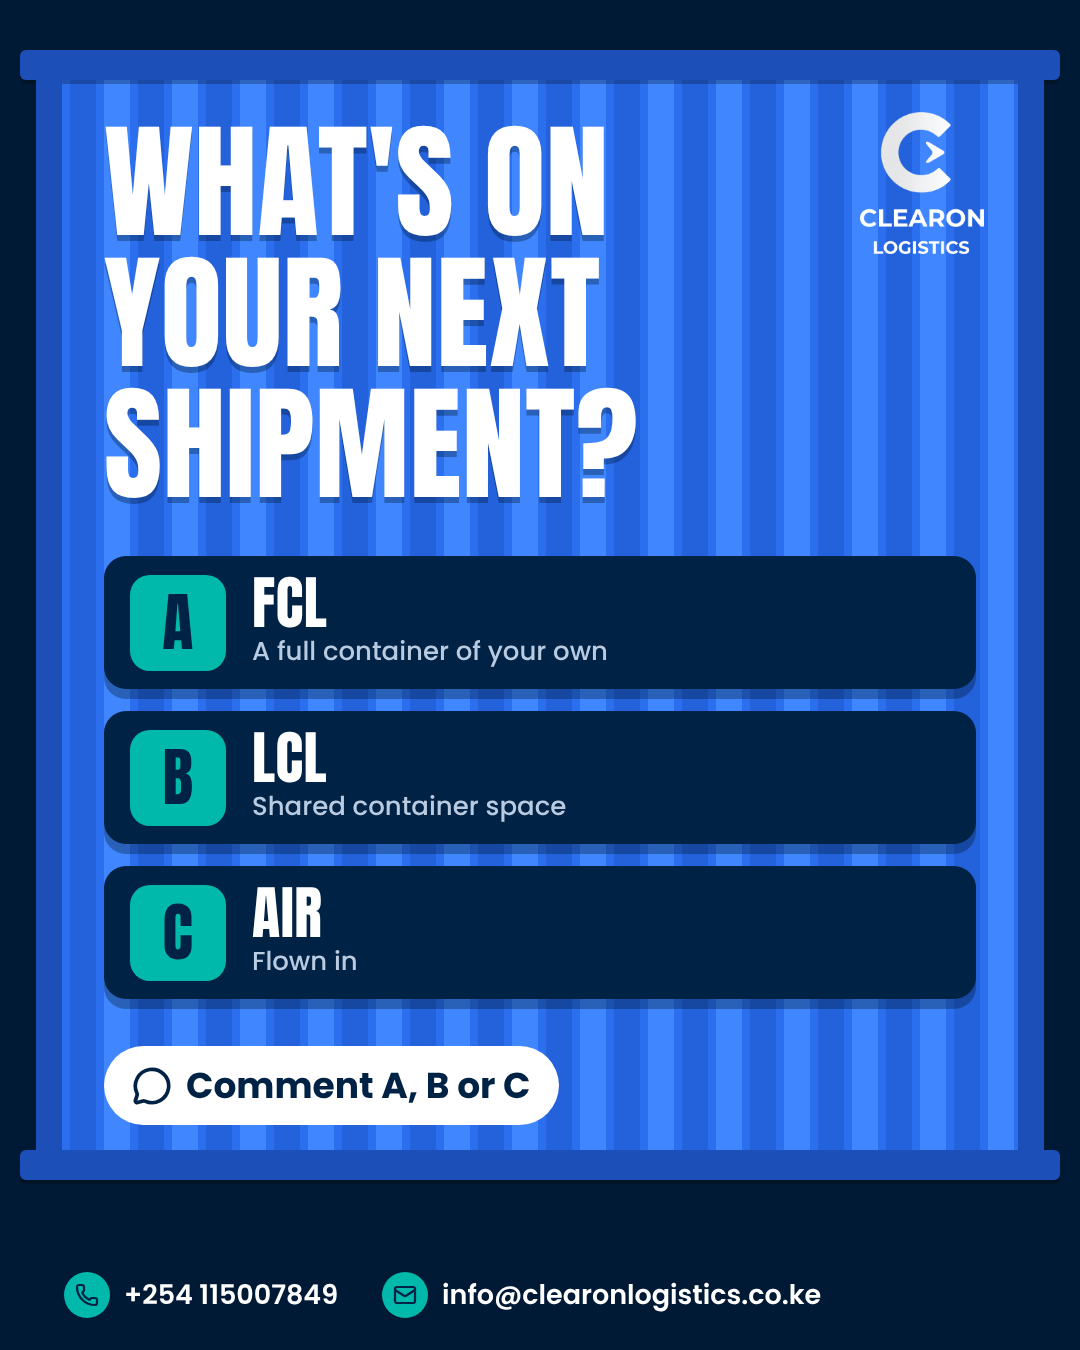 WHAT'S ON
YOUR NEXT
SHIPMENT?
CLEARON
LOGISTICS
A
FCL
A full container of your own
B
LCL
Shared container space
C
AIR
Flown in
Comment A, B or C
+254 115007849
info@clearonlogistics.co.ke